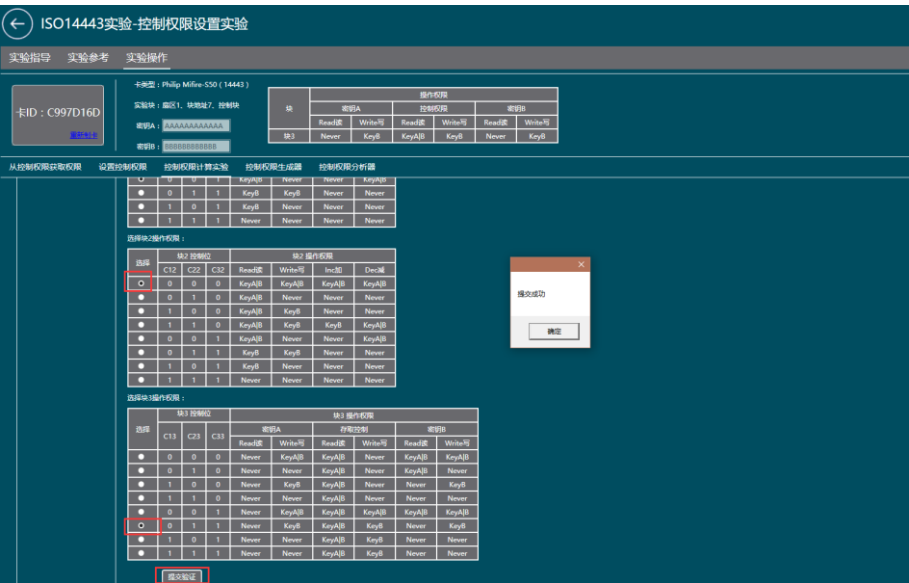 ISO14443实验-控制权限设置实验
实验指导 实验参考 实验操作
卡ID：C997D16D
重新制卡
卡类型：Philip Mifire-S50（14443）
实验块：扇区1，块地址7，控制块
密钥A： AAAAAAAAAAAA
密钥B： BBBBBBBBBBBB
块 操作权限
密钥A 控制权限 密钥B
Read读 Write写 Read读 Write写 Read读 Write写
块3 Never KeyB KeyA|B KeyB Never KeyB
从控制权限获取权限 设置控制权限 控制权限计算实验 控制权限生成器 控制权限分析器
0 0 1 KeyA|B Never Never KeyA|B
0 1 1 KeyB KeyB Never Never
1 0 1 KeyB Never Never Never
1 1 1 Never Never Never Never
选择块2操作权限：
选择 块2 控制位 块2 操作权限
C12 C22 C32 Read读 Write写 Inc加 Dec减
0 0 0 KeyA|B KeyA|B KeyA|B KeyA|B
0 1 0 KeyA|B Never Never Never
1 0 0 KeyA|B KeyB Never Never
1 1 0 KeyA|B KeyB KeyB KeyA|B
0 0 1 KeyA|B Never Never KeyA|B
0 1 1 KeyB KeyB Never Never
1 0 1 KeyB Never Never Never
1 1 1 Never Never Never Never
提交成功
确定
选择块3操作权限：
选择 块3 控制位 块3 操作权限
C13 C23 C33 密钥A 存取控制 密钥B
Read读 Write写 Read读 Write写 Read读 Write写
0 0 0 Never KeyA|B KeyA|B Never KeyA|B KeyA|B
0 1 0 Never Never KeyA|B Never KeyA|B Never
1 0 0 Never KeyB KeyA|B Never Never KeyB
1 1 0 Never Never KeyA|B Never Never Never
0 0 1 Never KeyA|B KeyA|B KeyA|B KeyA|B KeyA|B
0 1 1 Never KeyB KeyA|B KeyB Never KeyB
1 0 1 Never Never KeyA|B KeyB Never Never
1 1 1 Never Never KeyA|B KeyB Never Never
提交验证